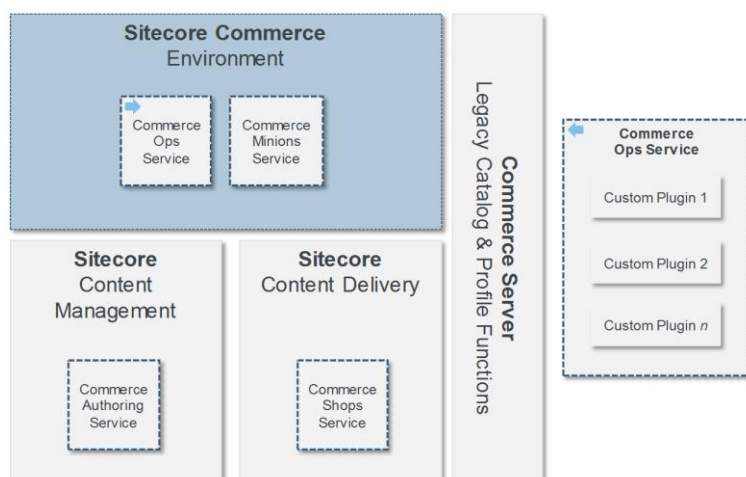 Sitecore Commerce
Environment
Commerce
Ops
Service
Commerce
Minions
Service
Sitecore
Content
Management
Commerce
Authoring
Service
Sitecore
Content Delivery
Commerce
Shops
Service
Commerce Server
Legacy Catalog & Profile Functions
Commerce
Ops Service
Custom Plugin 1
Custom Plugin 2
Custom Plugin n